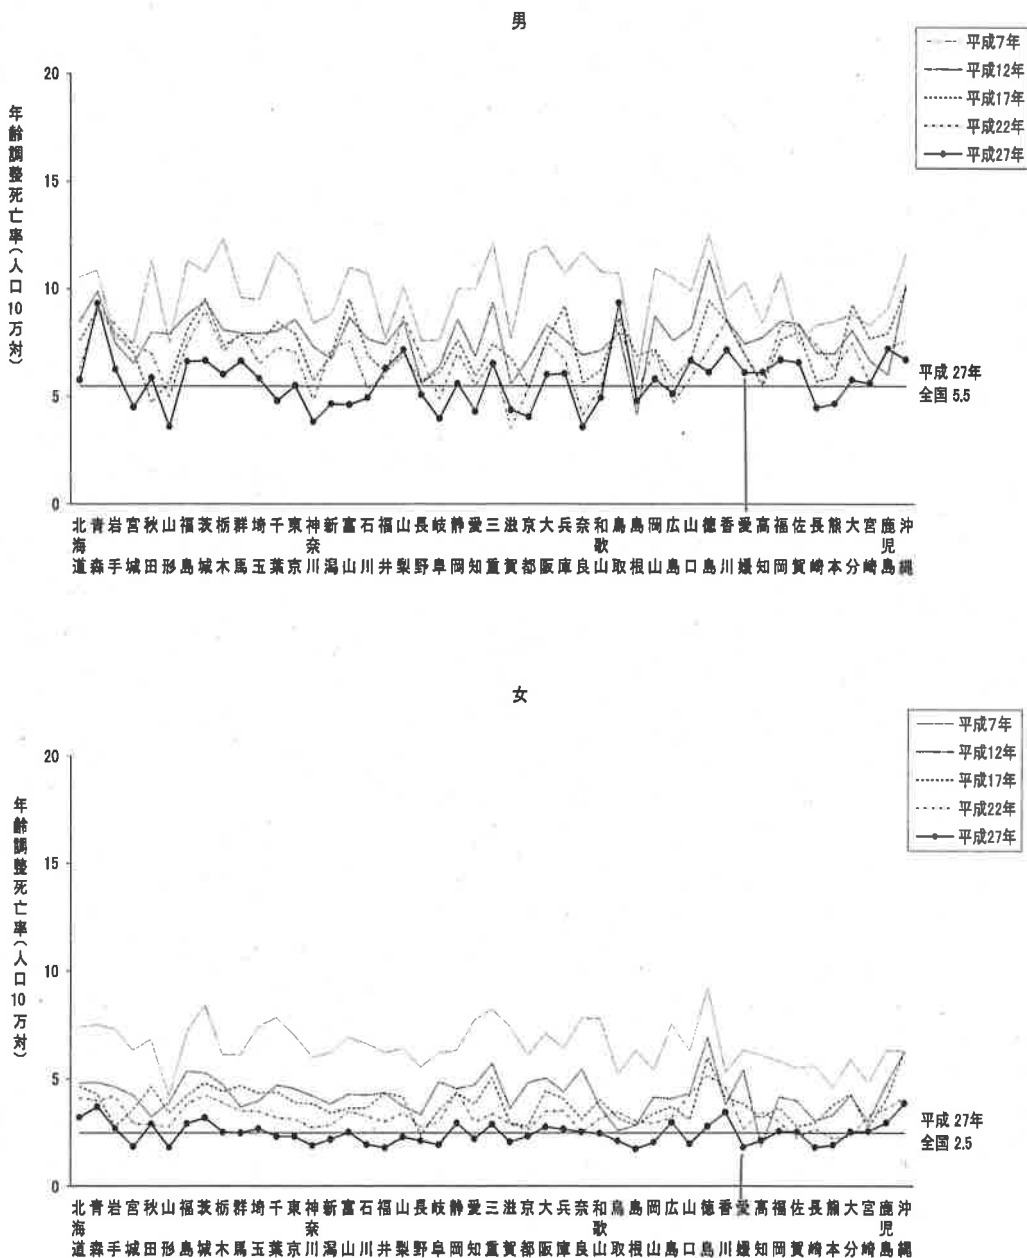 男
平成7年
平成12年
平成17年
平成22年
平成27年
年齢調整死亡率(人口10万対)
20
15
10
5
0
平成 27年
全国 5.5
北海道 青森 岩手 宮城 秋田 山形 福島 茨城 栃木 群馬 埼玉 千葉 東京 神奈川 新潟 富山 石川 福井 山梨 長野 岐阜 静岡 愛知 三重 滋賀 京都 大阪 兵庫 奈良 和歌山 鳥取 島根 岡山 広島 山口 徳島 香川 愛媛 高知 福岡 佐賀 長崎 熊本 大分 宮崎 鹿児島 沖縄
女
平成7年
平成12年
平成17年
平成22年
平成27年
年齢調整死亡率(人口10万対)
20
15
10
5
0
平成 27年
全国 2.5
北海道 青森 岩手 宮城 秋田 山形 福島 茨城 栃木 群馬 埼玉 千葉 東京 神奈川 新潟 富山 石川 福井 山梨 長野 岐阜 静岡 愛知 三重 滋賀 京都 大阪 兵庫 奈良 和歌山 鳥取 島根 岡山 広島 山口 徳島 香川 愛媛 高知 福岡 佐賀 長崎 熊本 大分 宮崎 鹿児島 沖縄